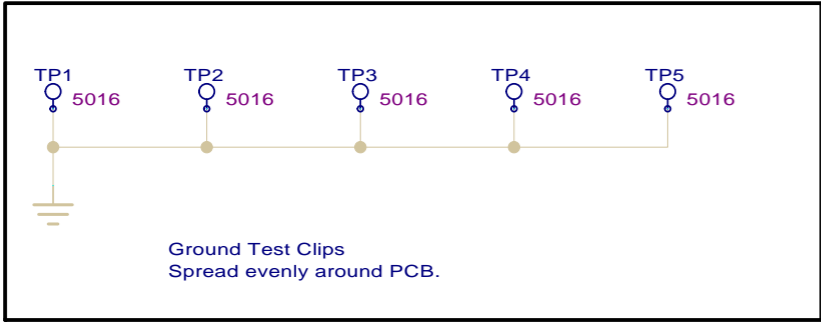 TP1 TP2 TP3 TP4 TP5
5016 5016 5016 5016 5016
Ground Test Clips
Spread evenly around PCB.